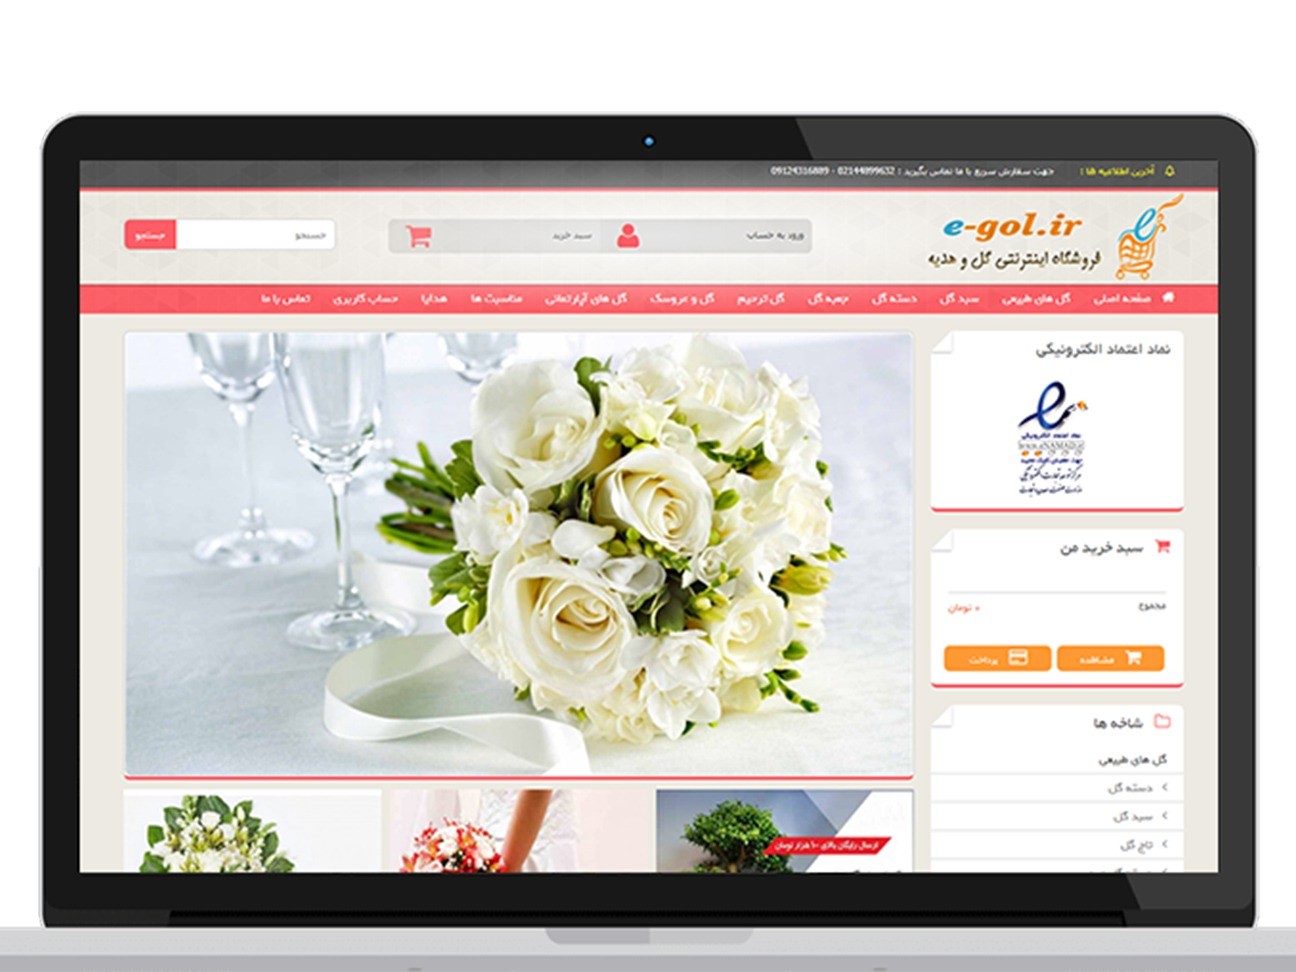 آخرین اطلاعیه ها :
جهت سفارش سریع با ما تماس بگیرید : 02144899632 - 09124316889
e-gol.ir
فروشگاه اینترنتی گل و هدیه
ورود به حساب
سبد خرید
جستجو
جستجو
صفحه اصلی گل های طبیعی سبد گل دسته گل جعبه گل گل ترحیم گل و عروسک گل های آپارتمانی مناسبت ها هدایا حساب کاربری تماس با ما
نماد اعتماد الکترونیکی
سبد خرید من
مجموع
۰ تومان
مشاهده
پرداخت
شاخه ها
گل های طبیعی
دسته گل
سبد گل
تاج گل
ارسال رایگان بالای ۱۰۰ هزار تومان